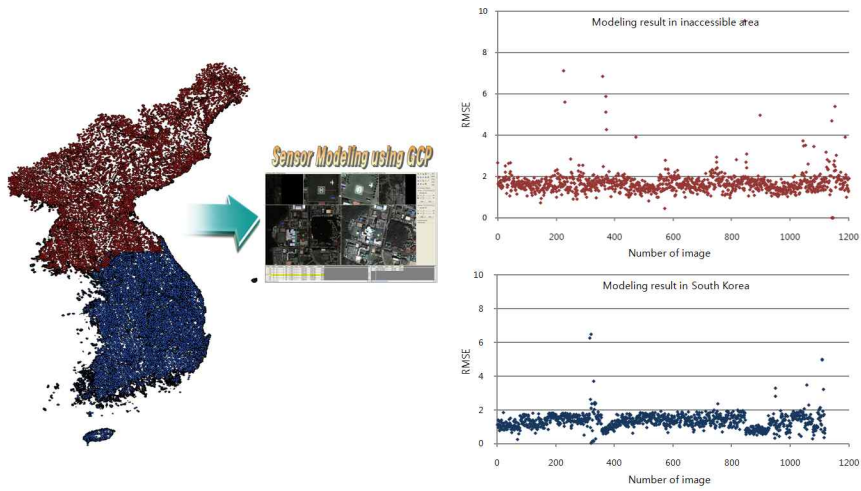 Sensor Modeling using GCP
Modeling result in inaccessible area
RMSE
10
8
6
4
2
0
0 200 400 600 800 1000 1200
Number of image
Modeling result in South Korea
RMSE
10
8
6
4
2
0
0 200 400 600 800 1000 1200
Number of image